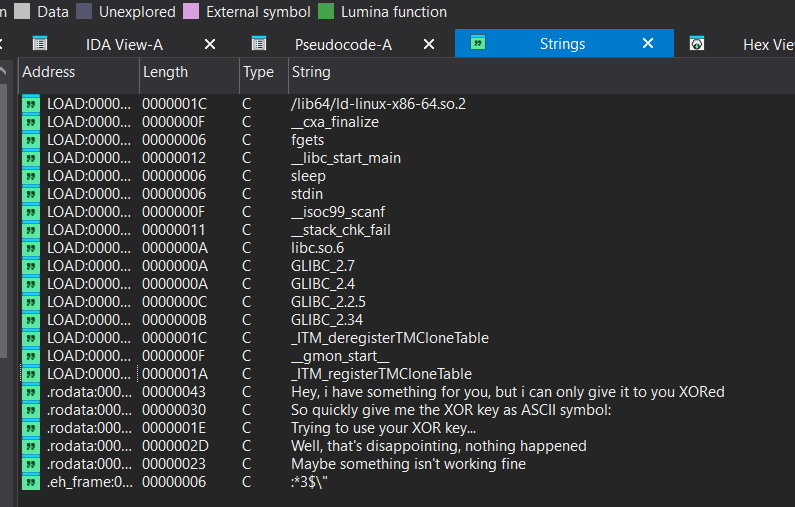 n Data Unexplored External symbol Lumina function
IDA View-A Pseudocode-A Strings Hex Vie
Address Length Type String
LOAD:0000... 0000001C C /lib64/ld-linux-x86-64.so.2
LOAD:0000... 0000000F C __cxa_finalize
LOAD:0000... 00000006 C fgets
LOAD:0000... 00000012 C __libc_start_main
LOAD:0000... 00000006 C sleep
LOAD:0000... 00000006 C stdin
LOAD:0000... 0000000F C __isoc99_scanf
LOAD:0000... 00000011 C __stack_chk_fail
LOAD:0000... 0000000A C libc.so.6
LOAD:0000... 0000000A C GLIBC_2.7
LOAD:0000... 0000000A C GLIBC_2.4
LOAD:0000... 0000000C C GLIBC_2.2.5
LOAD:0000... 0000000B C GLIBC_2.34
LOAD:0000... 0000001C C _ITM_deregisterTMCloneTable
LOAD:0000... 0000000F C __gmon_start__
LOAD:0000... 0000001A C _ITM_registerTMCloneTable
.rodata:000... 00000043 C Hey, i have something for you, but i can only give it to you XORed
.rodata:000... 00000030 C So quickly give me the XOR key as ASCII symbol:
.rodata:000... 0000001E C Trying to use your XOR key...
.rodata:000... 0000002D C Well, that's disappointing, nothing happened
.rodata:000... 00000023 C Maybe something isn't working fine
.eh_frame:0... 00000006 C :*3$\"